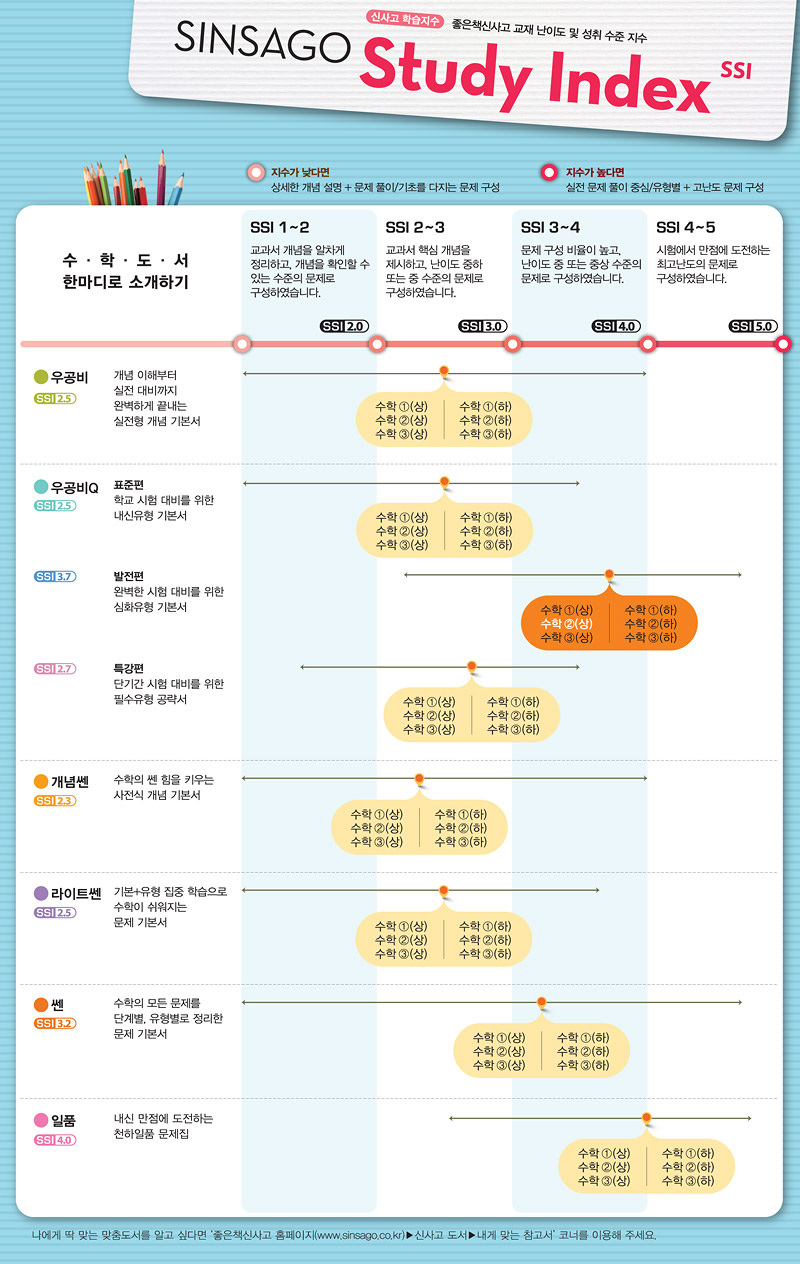 신사고 학습지수 좋은책신사고 교재 난이도 및 성취 수준 지수
SINSAGO Study Index SSI
지수가 낮다면
상세한 개념 설명 + 문제 풀이/기초를 다지는 문제 구성
지수가 높다면
실전 문제 풀이 중심/유형별 + 고난도 문제 구성
수·학·도·서
한마디로 소개하기
SSI 1~2
교과서 개념을 알차게
정리하고, 개념을 확인할 수
있는 수준의 문제로
구성하였습니다.
SSI 2~3
교과서 핵심 개념을
제시하고, 난이도 중하
또는 중 수준의 문제로
구성하였습니다.
SSI 3~4
문제 구성 비율이 높고,
난이도 중 또는 중상 수준의
문제로 구성하였습니다.
SSI 4~5
시험에서 만점에 도전하는
최고난도의 문제로
구성하였습니다.
SSI 2.0
SSI 3.0
SSI 4.0
SSI 5.0
우공비
SSI 2.5
개념 이해부터
실전 대비까지
완벽하게 끝내는
실전형 개념 기본서
수학 ①(상) 수학 ①(하)
수학 ②(상) 수학 ②(하)
수학 ③(상) 수학 ③(하)
우공비Q
SSI 2.5
표준편
학교 시험 대비를 위한
내신유형 기본서
수학 ①(상) 수학 ①(하)
수학 ②(상) 수학 ②(하)
수학 ③(상) 수학 ③(하)
SSI 3.7
발전편
완벽한 시험 대비를 위한
심화유형 기본서
수학 ①(상) 수학 ①(하)
수학 ②(상) 수학 ②(하)
수학 ③(상) 수학 ③(하)
SSI 2.7
특강편
단기간 시험 대비를 위한
필수유형 공략서
수학 ①(상) 수학 ①(하)
수학 ②(상) 수학 ②(하)
수학 ③(상) 수학 ③(하)
개념쎈
SSI 2.3
수학의 쎈 힘을 키우는
사전식 개념 기본서
수학 ①(상) 수학 ①(하)
수학 ②(상) 수학 ②(하)
수학 ③(상) 수학 ③(하)
라이트쎈
SSI 2.5
기본+유형 집중 학습으로
수학이 쉬워지는
문제 기본서
수학 ①(상) 수학 ①(하)
수학 ②(상) 수학 ②(하)
수학 ③(상) 수학 ③(하)
쎈
SSI 3.2
수학의 모든 문제를
단계별, 유형별로 정리한
문제 기본서
수학 ①(상) 수학 ①(하)
수학 ②(상) 수학 ②(하)
수학 ③(상) 수학 ③(하)
일품
SSI 4.0
내신 만점에 도전하는
천하일품 문제집
수학 ①(상) 수학 ①(하)
수학 ②(상) 수학 ②(하)
수학 ③(상) 수학 ③(하)
나에게 딱 맞는 맞춤도서를 알고 싶다면 '좋은책신사고 홈페이지(www.sinsago.co.kr)▶신사고 도서▶내게 맞는 참고서' 코너를 이용해 주세요.